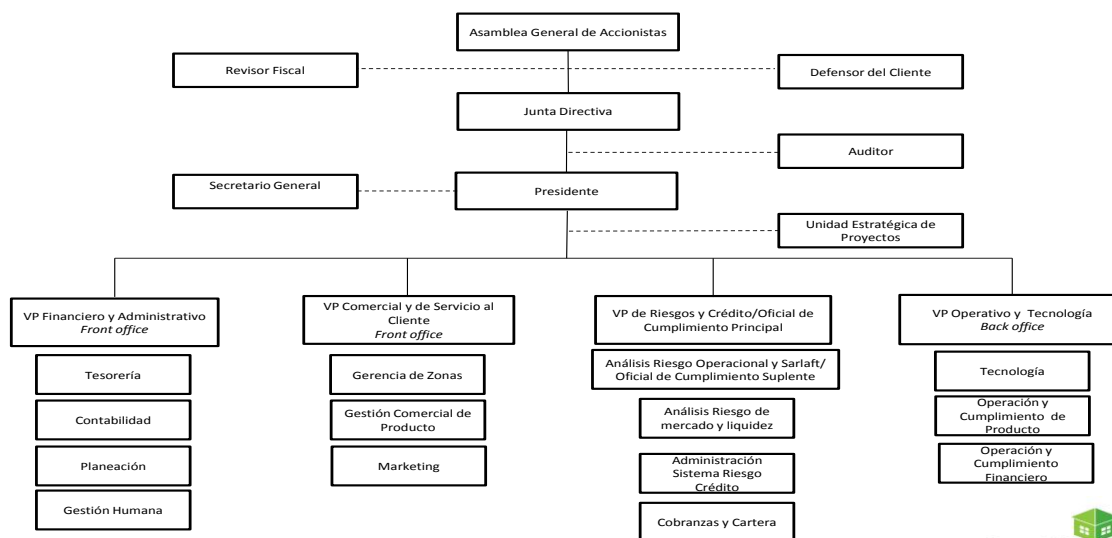 Asamblea General de Accionistas
Revisor Fiscal
Defensor del Cliente
Junta Directiva
Auditor
Secretario General
Presidente
Unidad Estratégica de
Proyectos
VP Financiero y Administrativo
Front office
Tesorería
Contabilidad
Planeación
Gestión Humana
VP Comercial y de Servicio al
Cliente
Front office
Gerencia de Zonas
Gestión Comercial de
Producto
Marketing
VP de Riesgos y Crédito/Oficial de
Cumplimiento Principal
Análisis Riesgo Operacional y Sarlaft/
Oficial de Cumplimiento Suplente
Análisis Riesgo de
mercado y liquidez
Administración
Sistema Riesgo
Crédito
Cobranzas y Cartera
VP Operativo y Tecnología
Back office
Tecnología
Operación y
Cumplimiento de
Producto
Operación y
Cumplimiento
Financiero